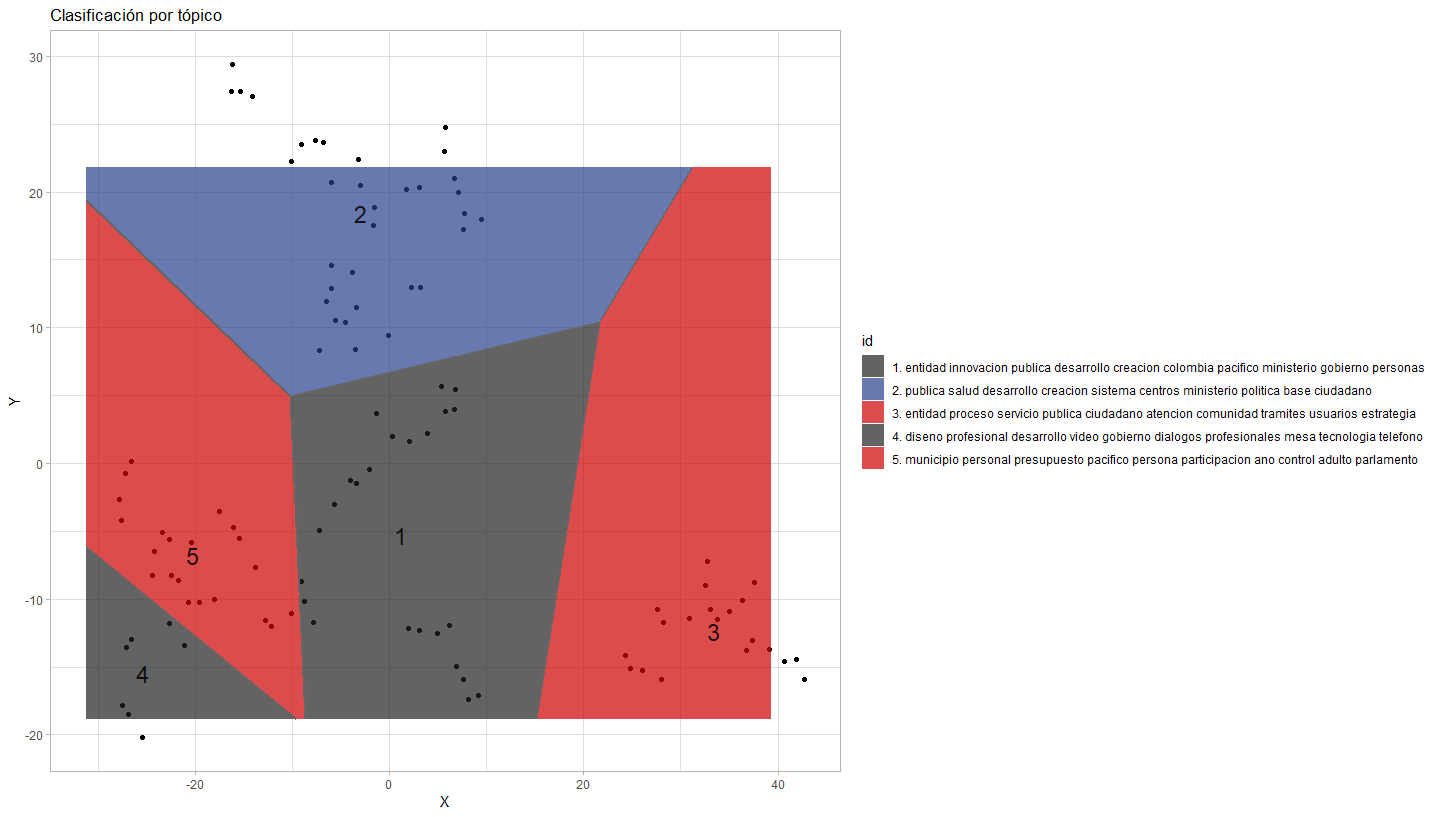 Clasificación por tópico
30
20
10
0
-10
-20
Y
2
1
5
4
3
-20
0
20
40
X
id
1. entidad innovacion publica desarrollo creacion colombia pacifico ministerio gobierno personas
2. publica salud desarrollo creacion sistema centros ministerio politica base ciudadano
3. entidad proceso servicio publica ciudadano atencion comunidad tramites usuarios estrategia
4. diseno profesional desarrollo video gobierno dialogos profesionales mesa tecnologia telefono
5. municipio personal presupuesto pacifico persona participacion ano control adulto parlamento